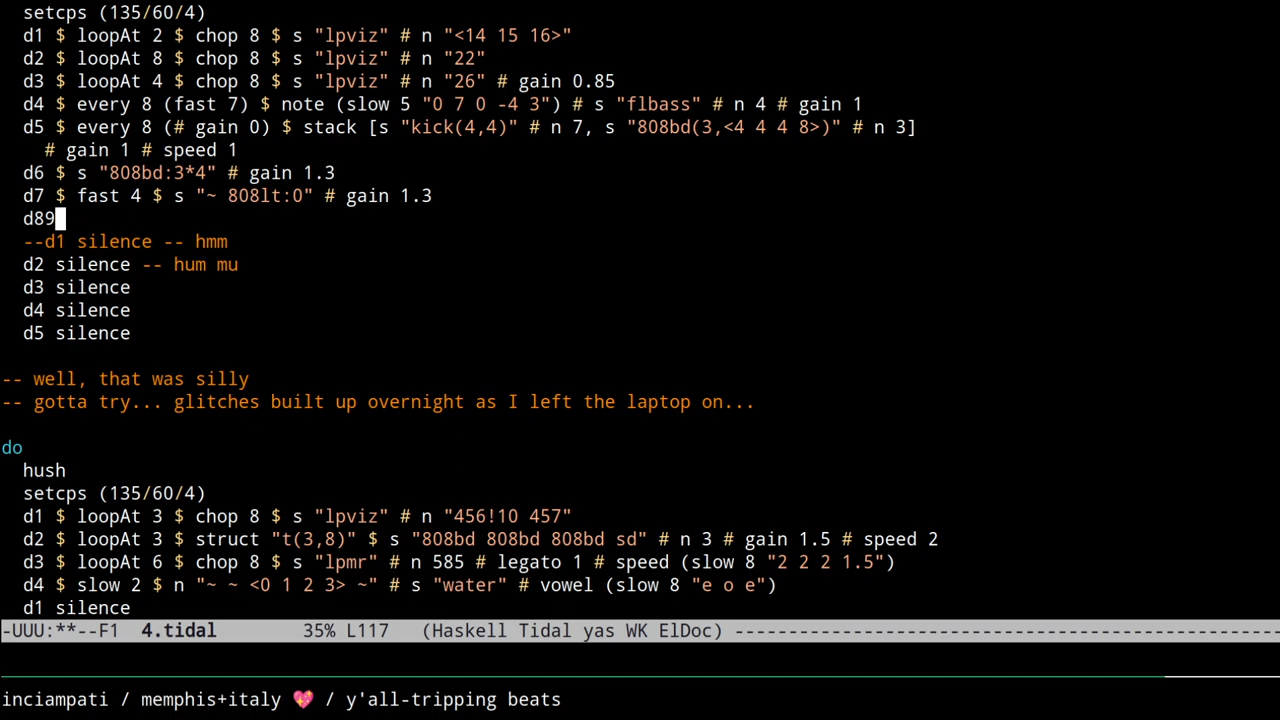 setcps (135/60/4)
d1 $ loopAt 2 $ chop 8 $ s "lpviz" # n "<14 15 16>"
d2 $ loopAt 8 $ chop 8 $ s "lpviz" # n "22"
d3 $ loopAt 4 $ chop 8 $ s "lpviz" # n "26" # gain 0.85
d4 $ every 8 (fast 7) $ note (slow 5 "0 7 0 -4 3") # s "flbass" # n 4 # gain 1
d5 $ every 8 (# gain 0) $ stack [s "kick(4,4)" # n 7, s "808bd(3,<4 4 4 8>)" # n 3]
# gain 1 # speed 1
d6 $ s "808bd:3*4" # gain 1.3
d7 $ fast 4 $ s "~ 808lt:0" # gain 1.3
d89
--d1 silence -- hmm
d2 silence -- hum mu
d3 silence
d4 silence
d5 silence
-- well, that was silly
-- gotta try... glitches built up overnight as I left the laptop on...
do
hush
setcps (135/60/4)
d1 $ loopAt 3 $ chop 8 $ s "lpviz" # n "456!10 457"
d2 $ loopAt 3 $ struct "t(3,8)" $ s "808bd 808bd 808bd sd" # n 3 # gain 1.5 # speed 2
d3 $ loopAt 6 $ chop 8 $ s "lpmr" # n 585 # legato 1 # speed (slow 8 "2 2 2 1.5")
d4 $ slow 2 $ n "~ ~ <0 1 2 3> ~" # s "water" # vowel (slow 8 "e o e")
d1 silence
-UUU:**--F1 4.tidal 35% L117 (Haskell Tidal yas WK ElDoc) ---------------------------------------------------
inciampati / memphis+italy 💖 / y'all-tripping beats